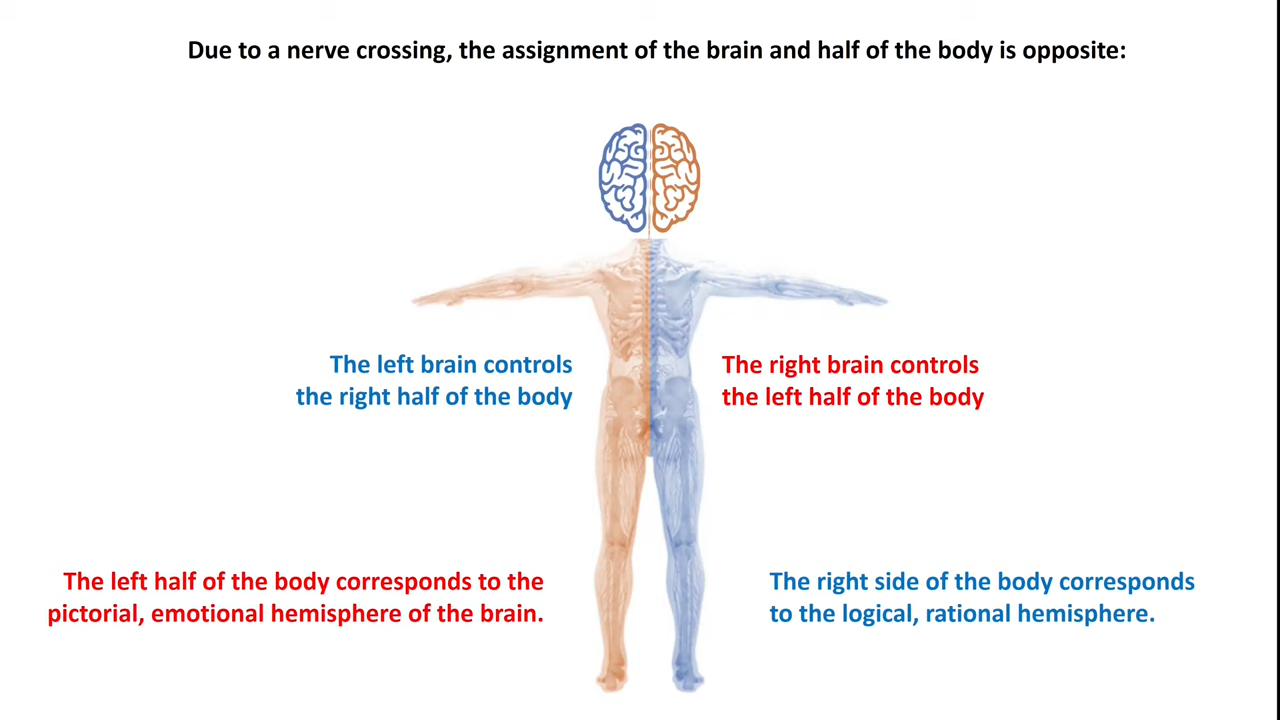 Due to a nerve crossing, the assignment of the brain and half of the body is opposite:
The left brain controls
the right half of the body
The right brain controls
the left half of the body
The left half of the body corresponds to the
pictorial, emotional hemisphere of the brain.
The right side of the body corresponds
to the logical, rational hemisphere.